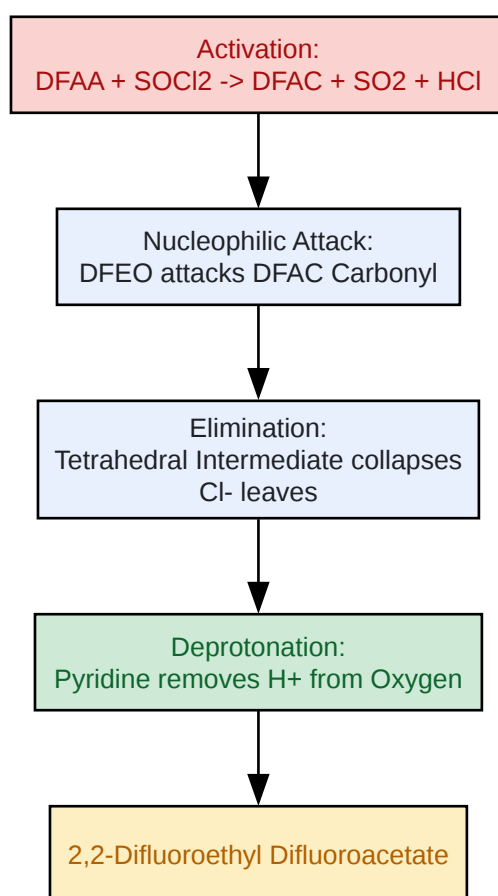 Activation:
DFAA + SOCl2 -> DFAC + SO2 + HCl
Nucleophilic Attack:
DFEO attacks DFAC Carbonyl
Elimination:
Tetrahedral Intermediate collapses
Cl- leaves
Deprotonation:
Pyridine removes H+ from Oxygen
2,2-Difluoroethyl Difluoroacetate